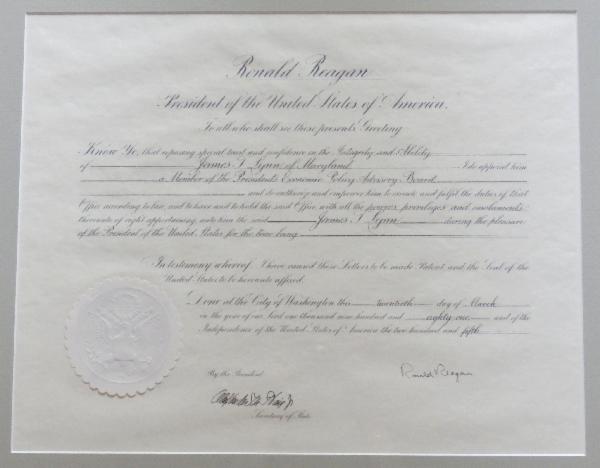 Ronald Reagan
President of the United States of America.
To all who shall see these presents Greeting
Know Ye, that reposing special trust and confidence in the Integrity and Ability
of James T. Lynn of Maryland I do appoint him
a Member of the President's Economic Policy Advisory Board
and do authorize and empower him to execute and fulfil the duties of that
Office according to law, and to have and to hold the said Office with all the powers, privileges and emoluments
thereunto of right appertaining, unto him the said James T. Lynn during the pleasure
of the President of the United States for the time being
In testimony whereof, I have caused these Letters to be made Patent and the Seal of the
United States to be hereunto affixed.
Done at the City of Washington this twentieth day of March
in the year of our Lord one thousand nine hundred and eighty-one and of the
Independence of the United States of America the two hundred and fifth
By the President
Ronald Reagan
Alexander M. Haig Jr
Secretary of State